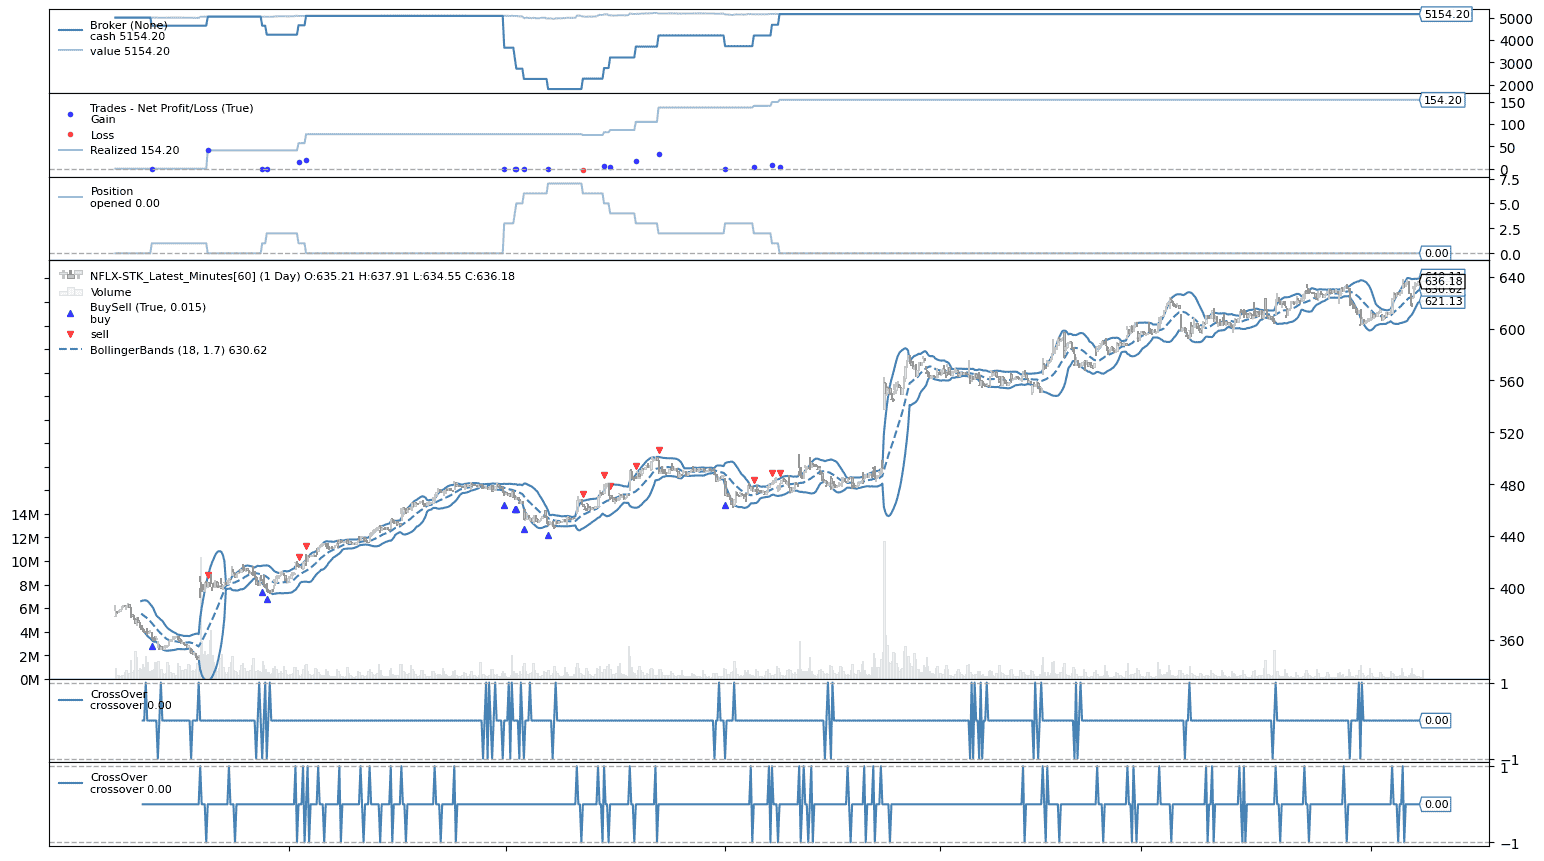 Broker (None)
cash 5154.20
value 5154.20
5154.20
5000
4000
3000
2000
Trades - Net Profit/Loss (True)
Gain
Loss
Realized 154.20
154.20
150
100
50
0
Position
opened 0.00
7.5
5.0
2.5
0.0
0.00
NFLX-STK_Latest_Minutes[60] (1 Day) O:635.21 H:637.91 L:634.55 C:636.18
Volume
BuySell (True, 0.015)
buy
sell
BollingerBands (18, 1.7) 630.62
636.18
621.13
640
600
560
520
480
440
400
360
14M
12M
10M
8M
6M
4M
2M
0M
CrossOver
crossover 0.00
1
0.00
−1
CrossOver
crossover 0.00
1
0.00
−1